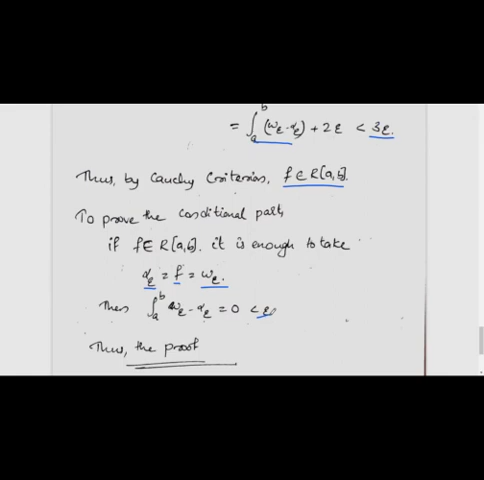 = ∫_a^b (ω_ε - α_ε) + 2ε < 3ε.
Thus, by Cauchy Criterion, f ∈ R[a,b].
To prove the conditional part,
if f ∈ R[a,b]. it is enough to take
α_ε = f = ω_ε.
Then ∫_a^b ω_ε - α_ε = 0 < ε
Thus, the proof